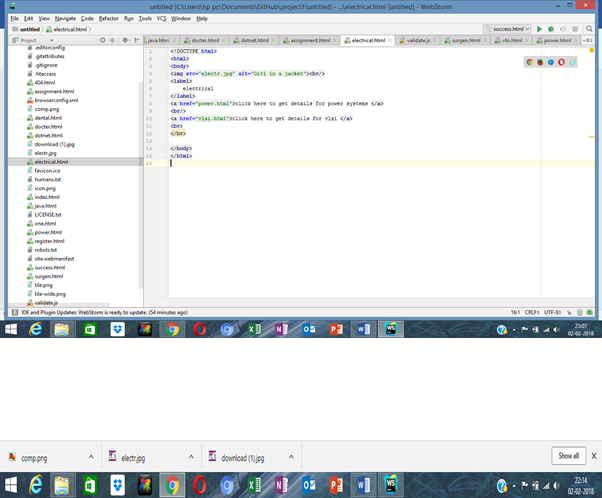 untitled [C:\Users\hp pc\Documents\GitHub\project1\untitled] - ...\electrical.html [untitled] - WebStorm
File Edit View Navigate Code Refactor Run Tools VCS Window Help
untitled electrical.html success.html
Project java.html docter.html dotnet.html assignment.html electrical.html validate.js surgen.html vlsi.html power.html
.editorconfig
.gitattributes
.gitignore
.htaccess
404.html
assignment.html
browserconfig.xml
comp.png
dental.html
docter.html
dotnet.html
download (1).jpg
electr.jpg
electrical.html
favicon.ico
humans.txt
icon.png
index.html
java.html
LICENSE.txt
one.html
power.html
register.html
robots.txt
site.webmanifest
success.html
surgen.html
tile.png
tile-wide.png
validate.js
1 <!DOCTYPE html>
2 <html>
3 <body>
4 <img src="electr.jpg" alt="Girl in a jacket"><br/>
5 <label>
6 electrical
7 </label>
8 <a href="power.html">click here to get details for power systems </a>
9 <br/>
10 <a href="vlsi.html">click here to get details for vlsi </a>
11 <br>
12 </br>
13
14 </body>
15 </html>
16
IDE and Plugin Updates: WebStorm is ready to update. (54 minutes ago) 16:1 CRLF÷ UTF-8÷
23:07
02-02-2018
comp.png electr.jpg download (1).jpg Show all X
22:14
02-02-2018